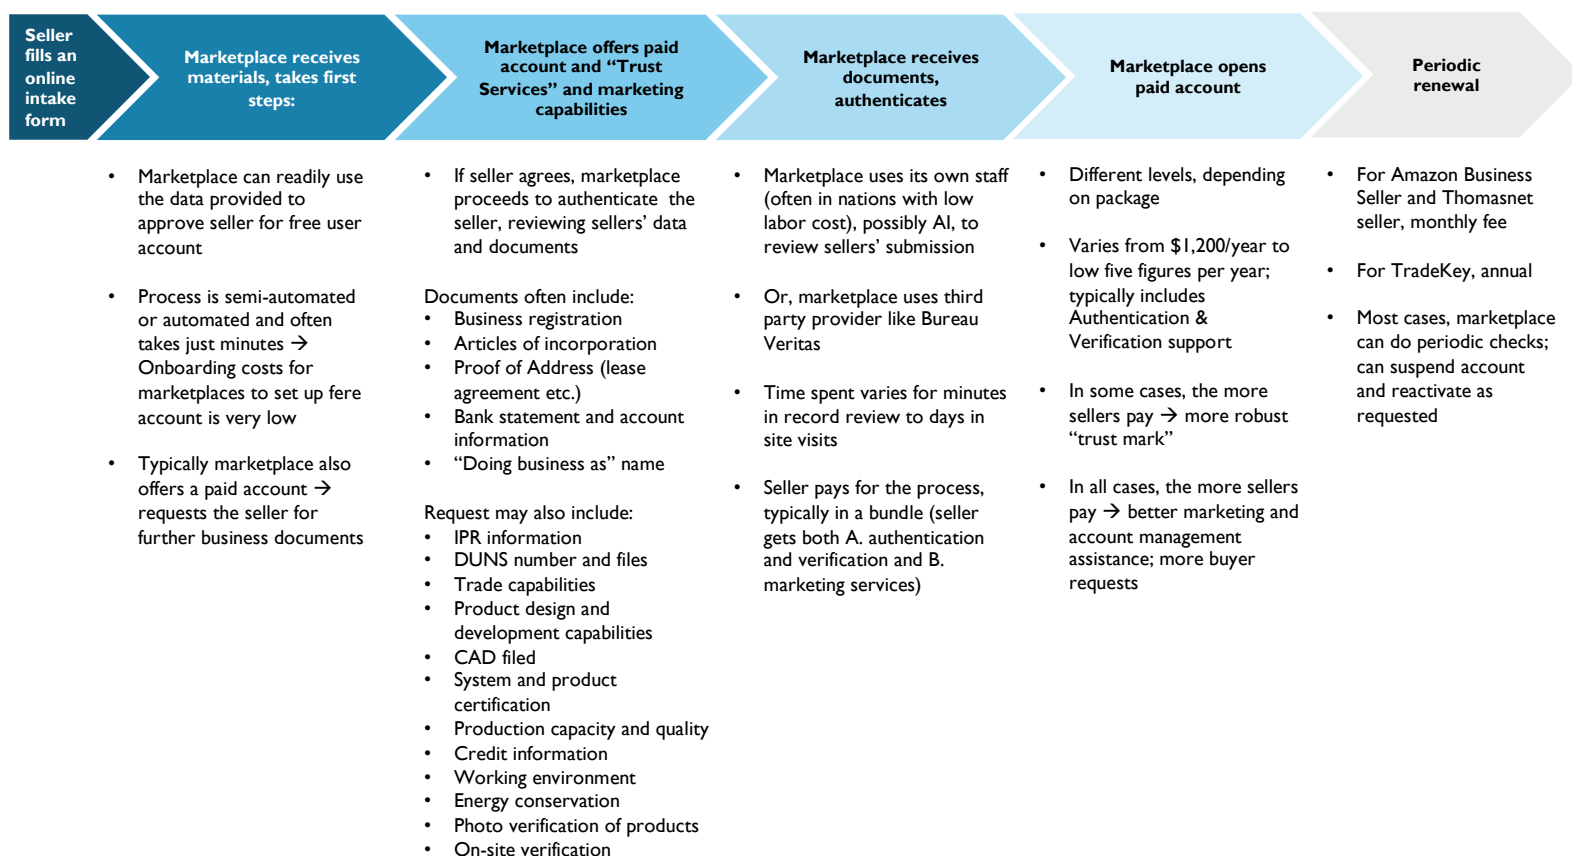 Seller
fills an
online
intake
form
Marketplace receives
materials, takes first
steps:
Marketplace offers paid
account and “Trust
Services” and marketing
capabilities
Marketplace receives
documents,
authenticates
Marketplace opens
paid account
Periodic
renewal
• Marketplace can readily use
the data provided to
approve seller for free user
account
• Process is semi-automated
or automated and often
takes just minutes →
Onboarding costs for
marketplaces to set up fere
account is very low
• Typically marketplace also
offers a paid account →
requests the seller for
further business documents
• If seller agrees, marketplace
proceeds to authenticate the
seller, reviewing sellers’ data
and documents
Documents often include:
• Business registration
• Articles of incorporation
• Proof of Address (lease
agreement etc.)
• Bank statement and account
information
• “Doing business as” name
Request may also include:
• IPR information
• DUNS number and files
• Trade capabilities
• Product design and
development capabilities
• CAD filed
• System and product
certification
• Production capacity and quality
• Credit information
• Working environment
• Energy conservation
• Photo verification of products
• On-site verification
• Marketplace uses its own staff
(often in nations with low
labor cost), possibly AI, to
review sellers’ submission
• Or, marketplace uses third
party provider like Bureau
Veritas
• Time spent varies for minutes
in record review to days in
site visits
• Seller pays for the process,
typically in a bundle (seller
gets both A. authentication
and verification and B.
marketing services)
• Different levels, depending
on package
• Varies from $1,200/year to
low five figures per year;
typically includes
Authentication &
Verification support
• In some cases, the more
sellers pay → more robust
“trust mark”
• In all cases, the more sellers
pay → better marketing and
account management
assistance; more buyer
requests
• For Amazon Business
Seller and Thomasnet
seller, monthly fee
• For TradeKey, annual
• Most cases, marketplace
can do periodic checks;
can suspend account
and reactivate as
requested